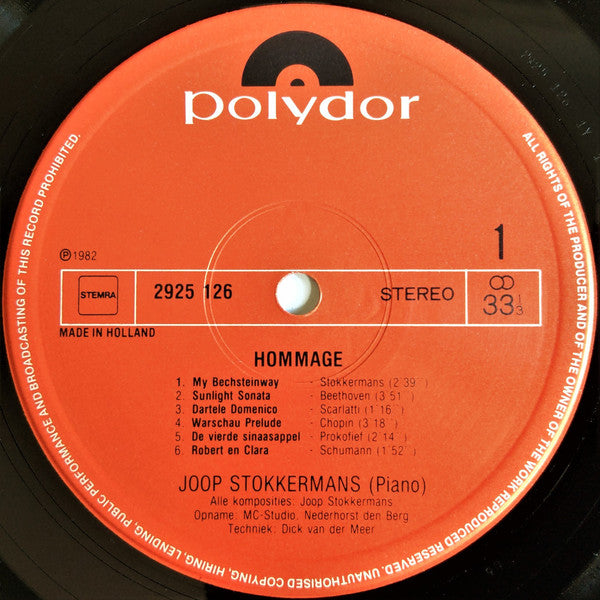 polydor
ALL RIGHTS OF THE PRODUCER AND OF THE OWNER OF THE WORK REPRODUCED RESERVED. UNAUTHORISED COPYING, HIRING, LENDING, PUBLIC PERFORMANCE AND BROADCASTING OF THIS RECORD PROHIBITED.
℗ 1982
1
STEMRA
2925 126
STEREO
33 1/3
MADE IN HOLLAND
HOMMAGE
1. My Bechsteinway - Stokkermans (2'39'')
2. Sunlight Sonata - Beethoven (3'51'')
3. Dartele Domenico - Scarlatti (1'16'')
4. Warschau Prelude - Chopin (3'18'')
5. De vierde sinaasappel - Prokofief (2'14'')
6. Robert en Clara - Schumann (1'52'')
JOOP STOKKERMANS (Piano)
Alle komposities: Joop Stokkermans
Opname: MC-Studio, Nederhorst den Berg
Techniek: Dick van der Meer